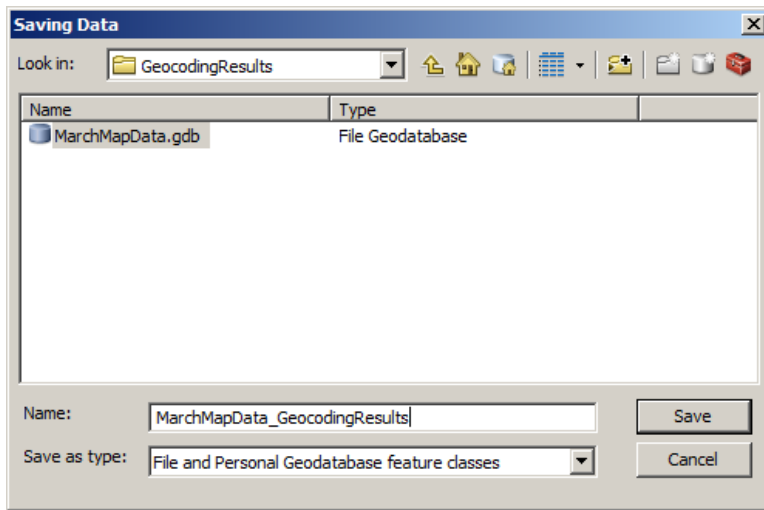 Saving Data
Look in: GeocodingResults
Name Type
MarchMapData.gdb File Geodatabase
Name: MarchMapData_GeocodingResults Save
Save as type: File and Personal Geodatabase feature classes Cancel